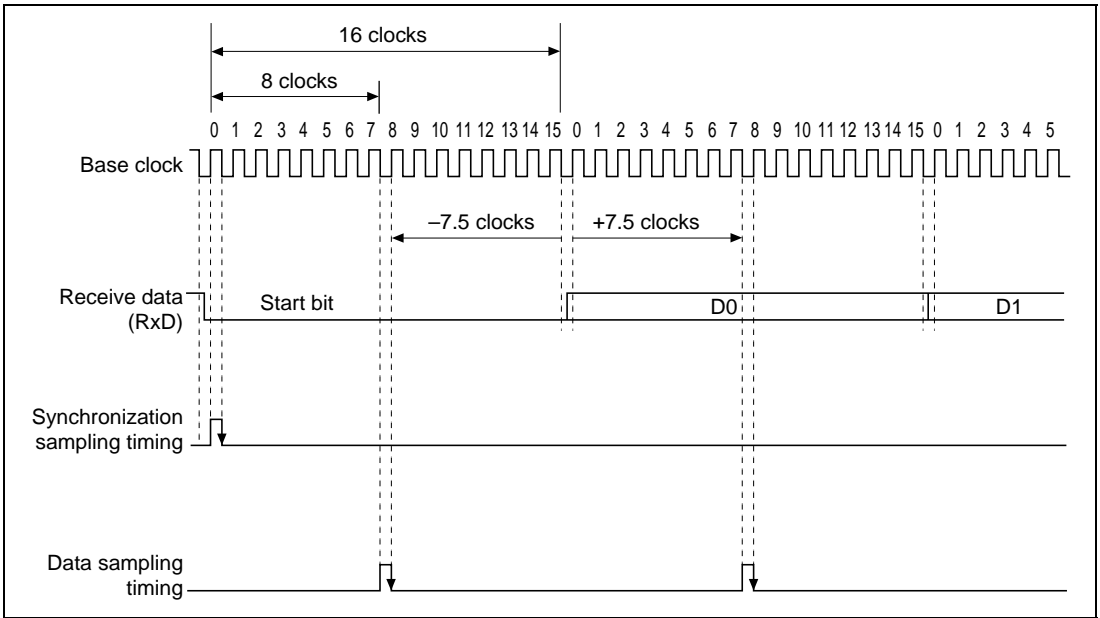 16 clocks
8 clocks
0 1 2 3 4 5 6 7 8 9 10 11 12 13 14 15 0 1 2 3 4 5 6 7 8 9 10 11 12 13 14 15 0 1 2 3 4 5
Base clock
–7.5 clocks +7.5 clocks
Receive data
(RxD)
Start bit D0 D1
Synchronization
sampling timing
Data sampling
timing